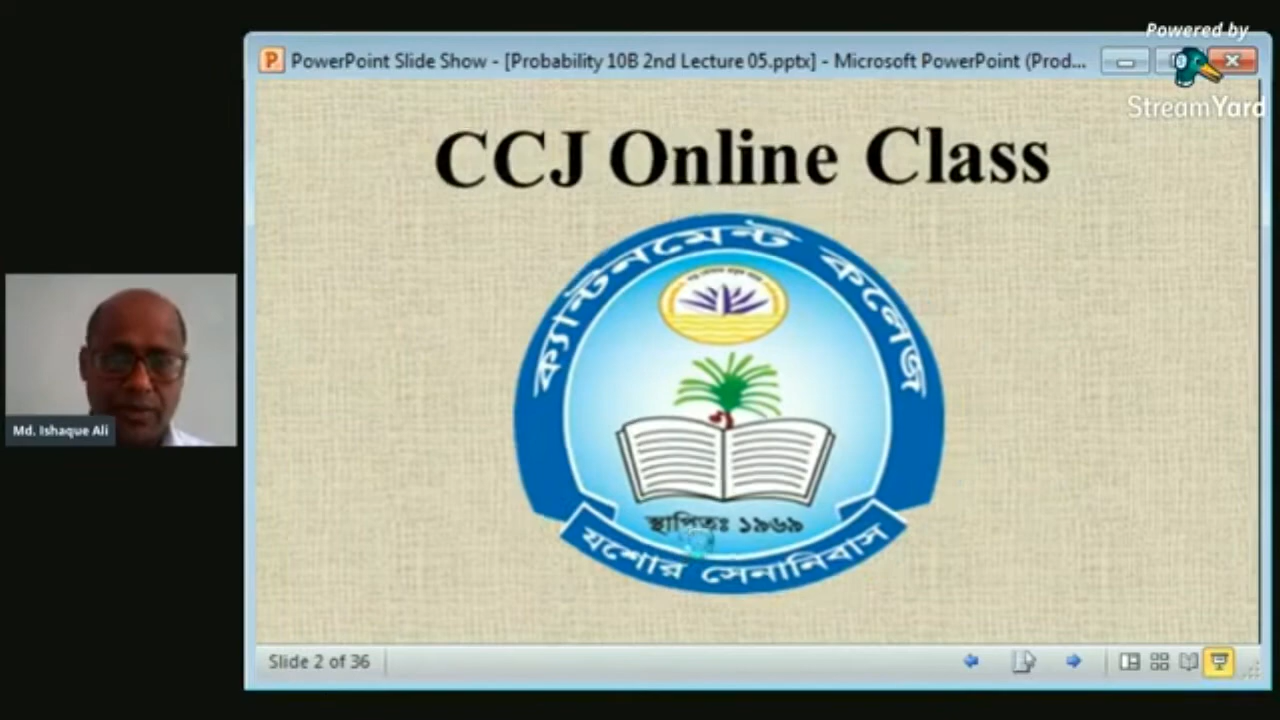 Powered by
StreamYard
PowerPoint Slide Show - [Probability 10B 2nd Lecture 05.pptx] - Microsoft PowerPoint (Prod...
CCJ Online Class
ক্যান্টনমেন্ট কলেজ
স্থাপিতঃ ১৯৬৯
যশোর সেনানিবাস
Md. Ishaque Ali
Slide 2 of 36